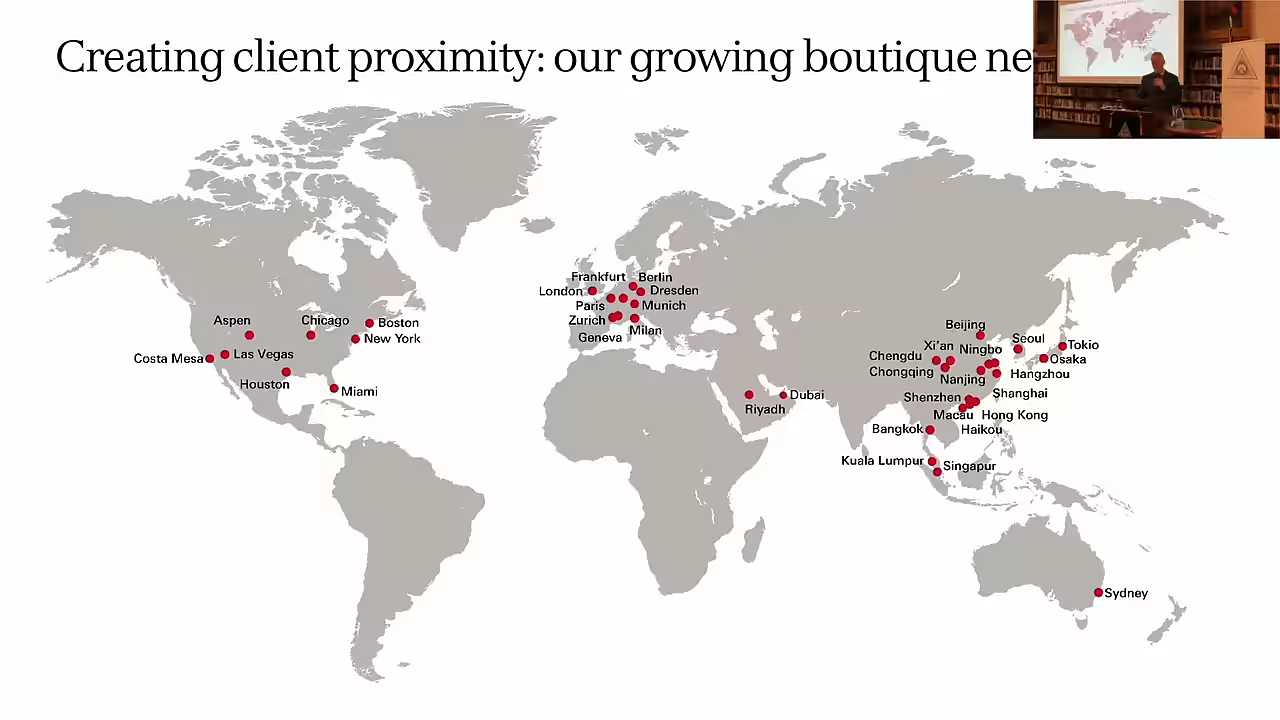 Creating client proximity: our growing boutique ne
Frankfurt
Berlin
London
Dresden
Paris
Munich
Zurich
Milan
Geneva
Aspen
Chicago
Boston
New York
Costa Mesa
Las Vegas
Houston
Miami
Riyadh
Dubai
Beijing
Seoul
Tokio
Xi'an
Ningbo
Osaka
Chengdu
Chongqing
Nanjing
Hangzhou
Shenzhen
Shanghai
Macau
Hong Kong
Bangkok
Haikou
Kuala Lumpur
Singapur
Sydney